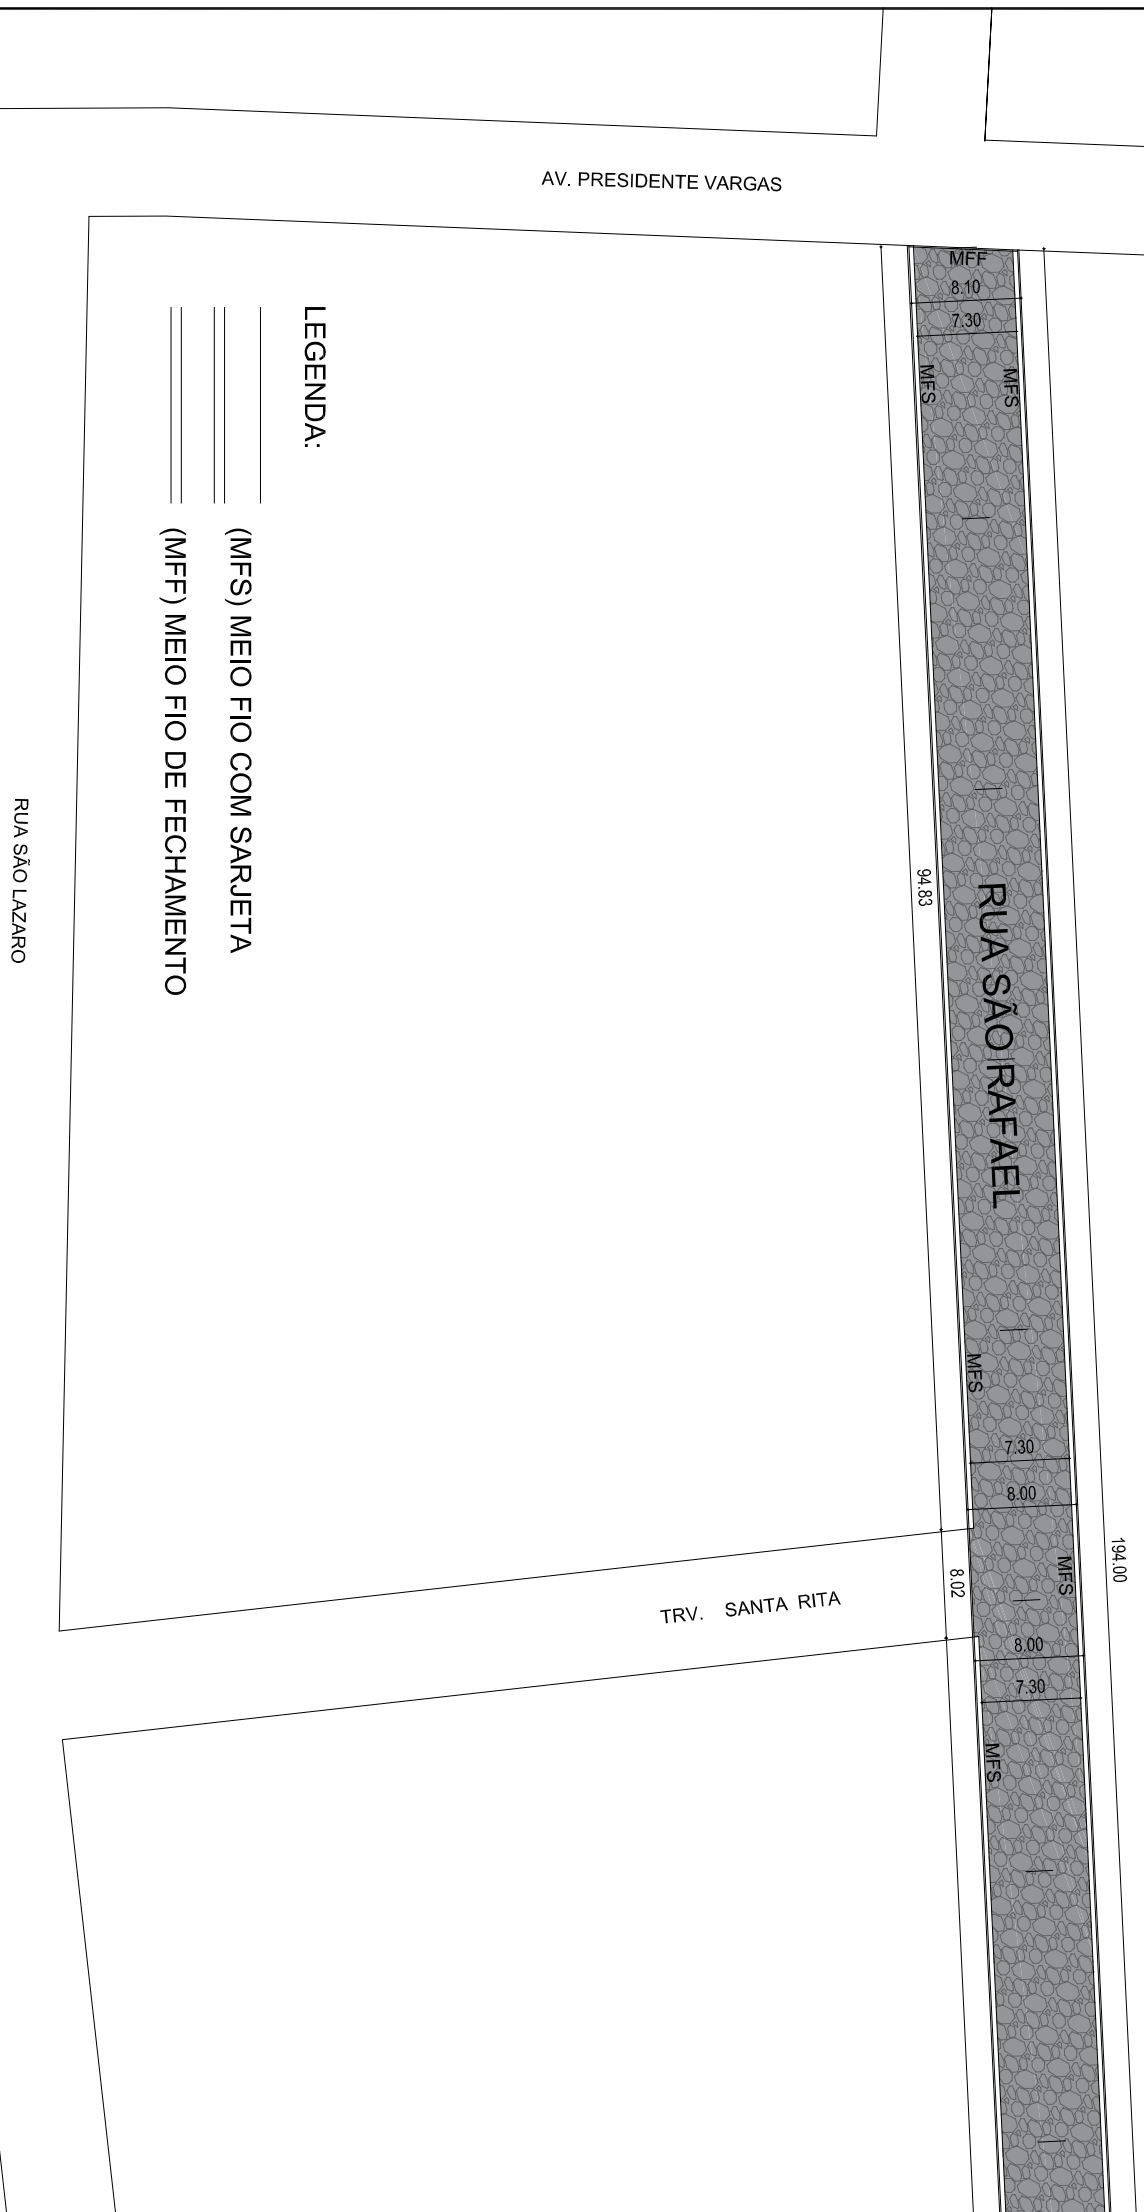 AV. PRESIDENTE VARGAS
MFF
8.10
7.30
MFS
MFS
LEGENDA:
(MFS) MEIO FIO COM SARJETA
(MFF) MEIO FIO DE FECHAMENTO
RUA SÃO LAZARO
94.83
RUA SÃO RAFAEL
MFS
7.30
8.00
194.00
MFS
8.02
TRV. SANTA RITA
8.00
7.30
MFS